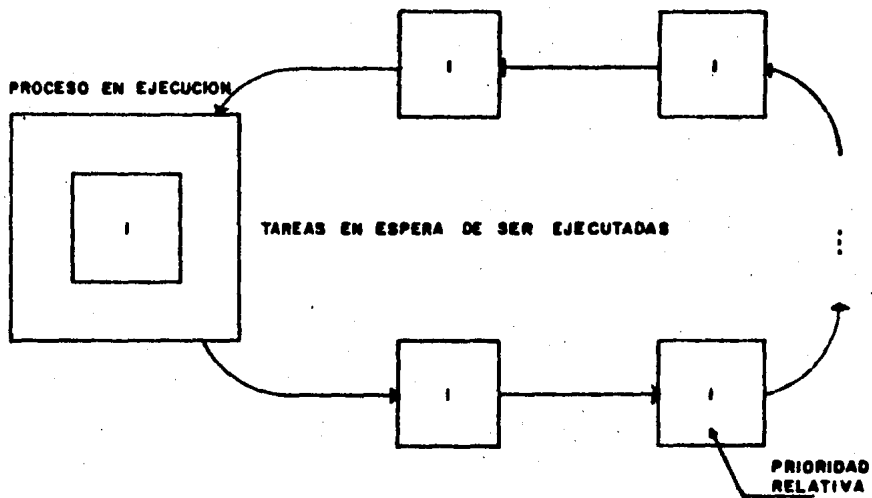 I
I
PROCESO EN EJECUCION
I
TAREAS EN ESPERA DE SER EJECUTADAS
I
I
PRIORIDAD
RELATIVA